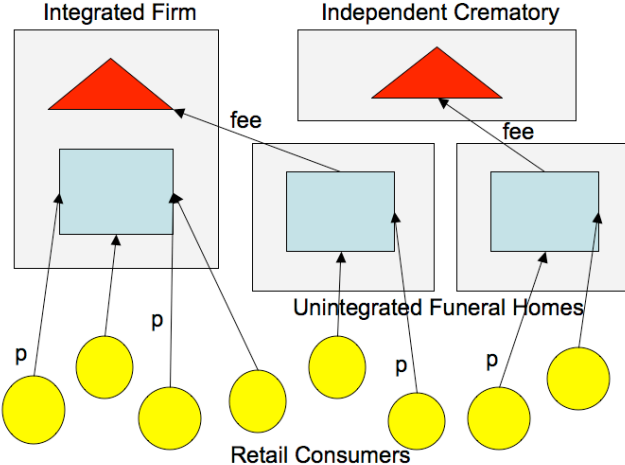 Integrated Firm
Independent Crematory
fee
fee
Unintegrated Funeral Homes
p
p
p
p
Retail Consumers